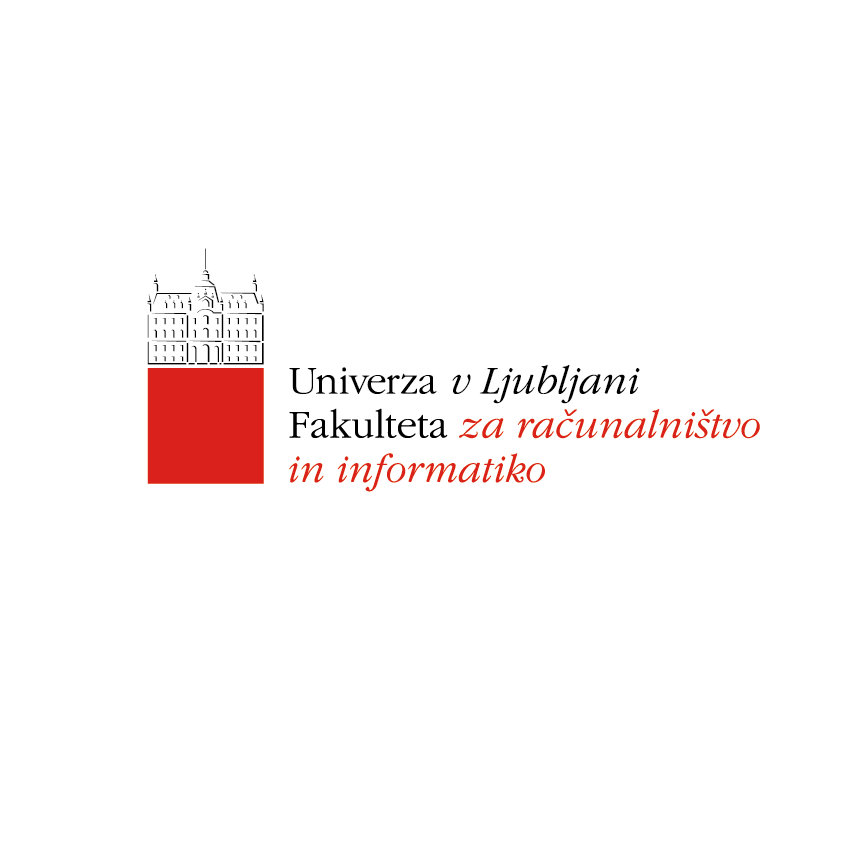 Univerza v Ljubljani
Fakulteta za računalništvo
in informatiko